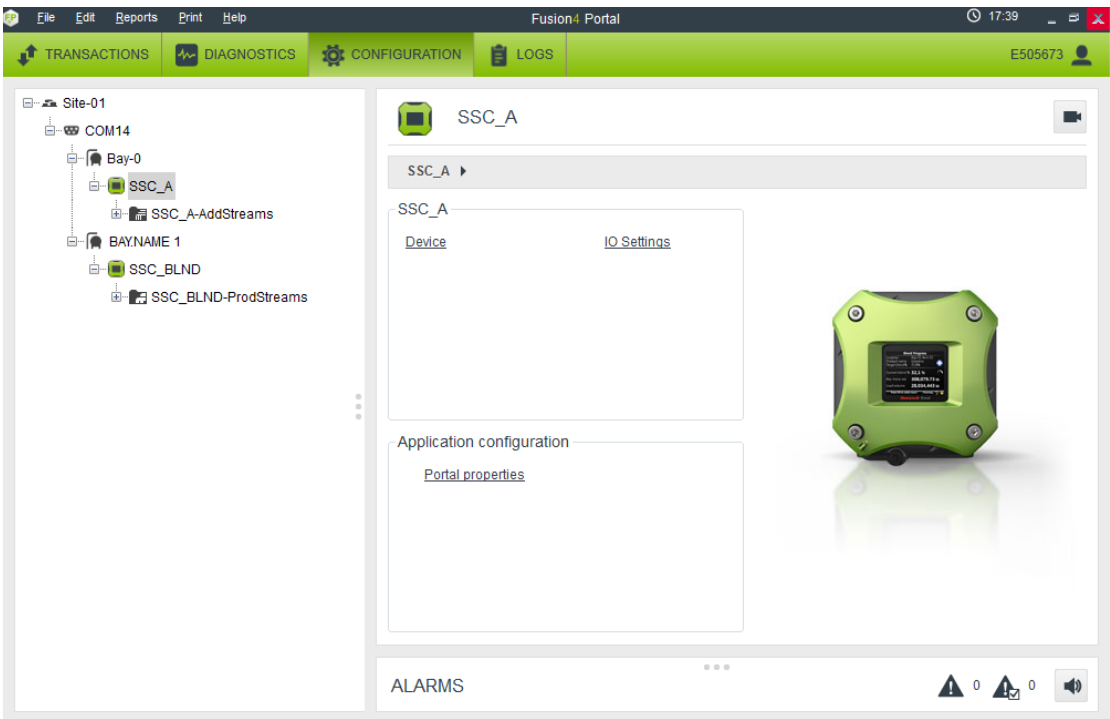 FP File Edit Reports Print Help Fusion4 Portal 17:39
TRANSACTIONS DIAGNOSTICS CONFIGURATION LOGS E505673
Site-01
COM14
Bay-0
SSC_A
SSC_A-AddStreams
BAY.NAME 1
SSC_BLND
SSC_BLND-ProdStreams
SSC_A
SSC_A
SSC_A
Device IO Settings
Application configuration
Portal properties
ALARMS 0 0